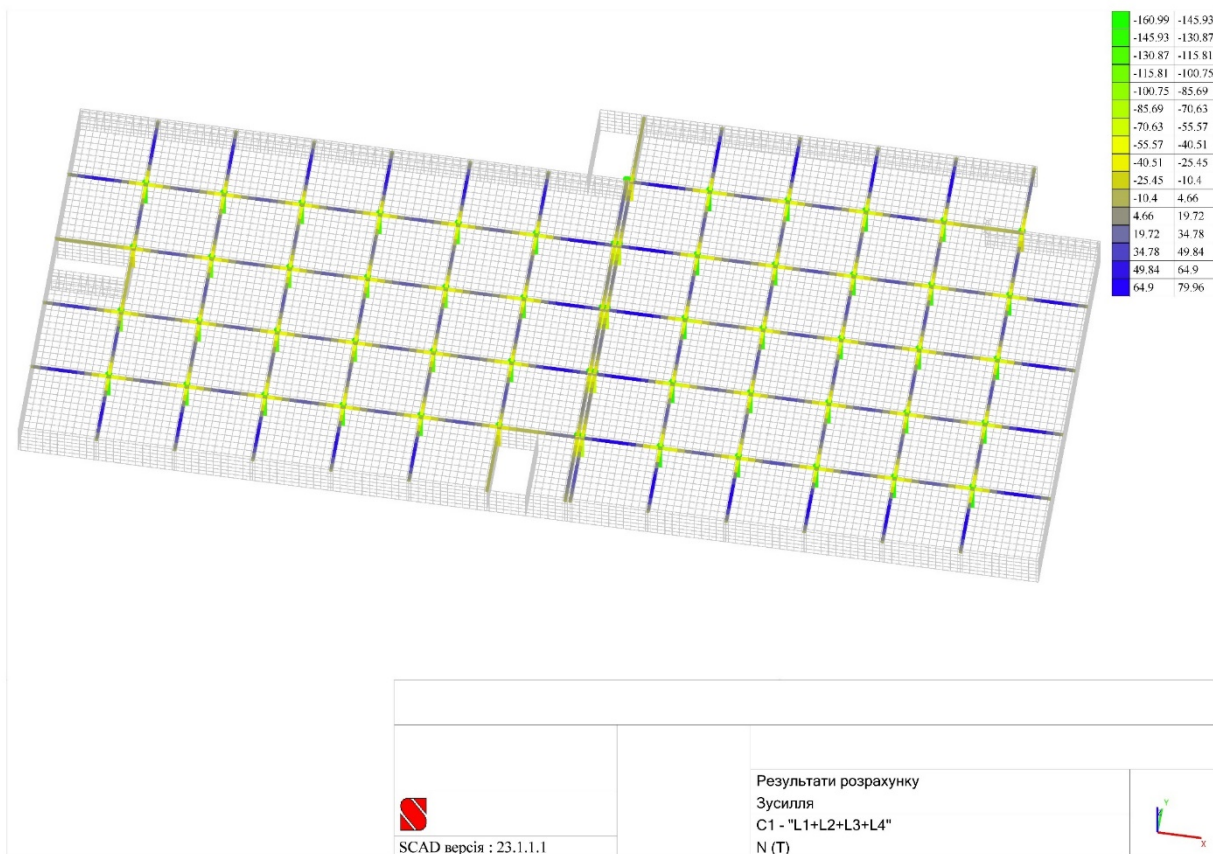 -160.99 -145.93
-145.93 -130.87
-130.87 -115.81
-115.81 -100.75
-100.75 -85.69
-85.69 -70.63
-70.63 -55.57
-55.57 -40.51
-40.51 -25.45
-25.45 -10.4
-10.4 4.66
4.66 19.72
19.72 34.78
34.78 49.84
49.84 64.9
64.9 79.96
Результати розрахунку
Зусилля
C1 - "L1+L2+L3+L4"
N (T)
SCAD версія : 23.1.1.1
Y
X